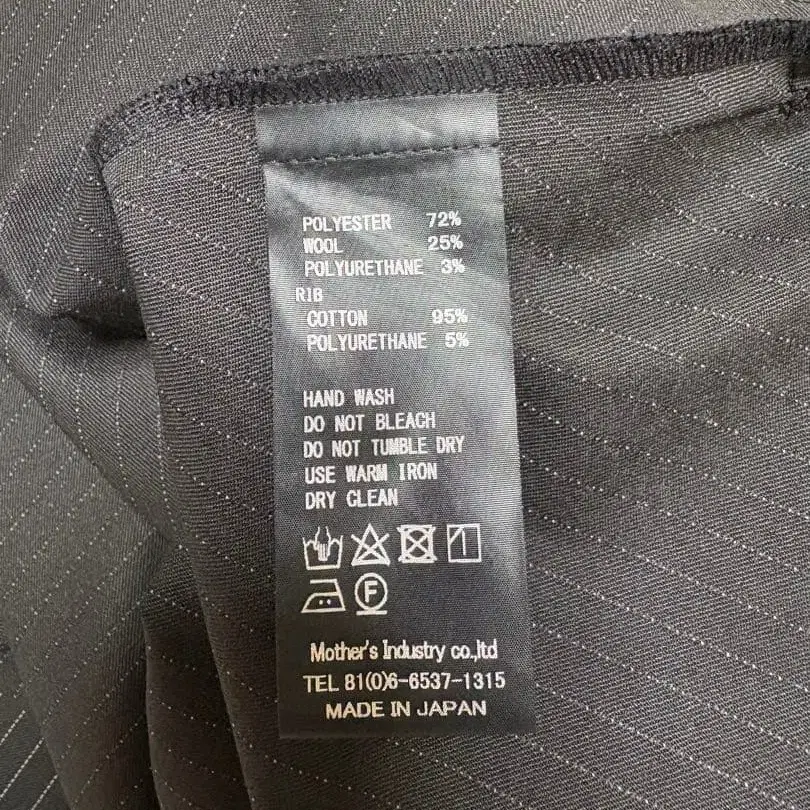 POLYESTER 72%
WOOL 25%
POLYURETHANE 3%
RIB
COTTON 95%
POLYURETHANE 5%
HAND WASH
DO NOT BLEACH
DO NOT TUMBLE DRY
USE WARM IRON
DRY CLEAN
F
Mother's Industry co.,ltd
TEL 81(0)6-6537-1315
MADE IN JAPAN